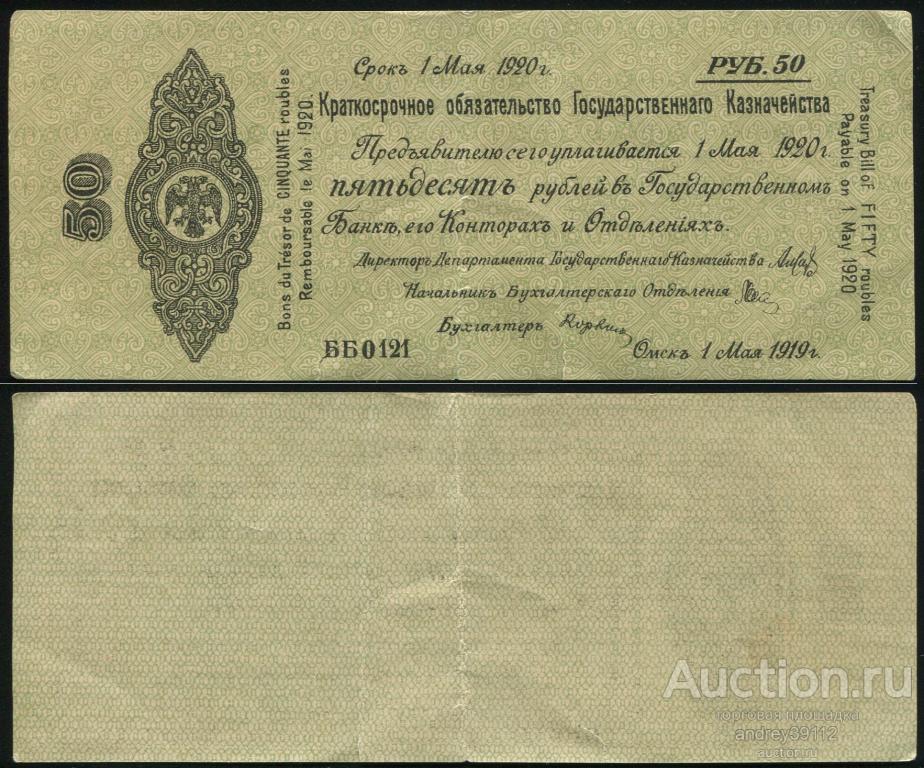 50
Bons du Trésor de CINQUANTE roubles
Remboursable le Mai 1920.
Срокъ 1 Мая 1920 г.
РУБ. 50
Краткосрочное обязательство Государственнаго Казначейства
Предъявителю сего уплачивается 1 Мая 1920 г.
пятьдесятъ рублей въ Государственномъ
Банкѣ, его Конторахъ и Отдѣленіяхъ.
Директоръ Департамента Государственнаго Казначейства
Начальникъ Бухгалтерскаго Отдѣленія
Бухгалтеръ
ББ0121
Омскъ 1 Мая 1919 г.
Treasury Bill of FIFTY roubles
Payable on 1 May 1920
Auction.ru
торговая площадка
andrey39112
auction.ru